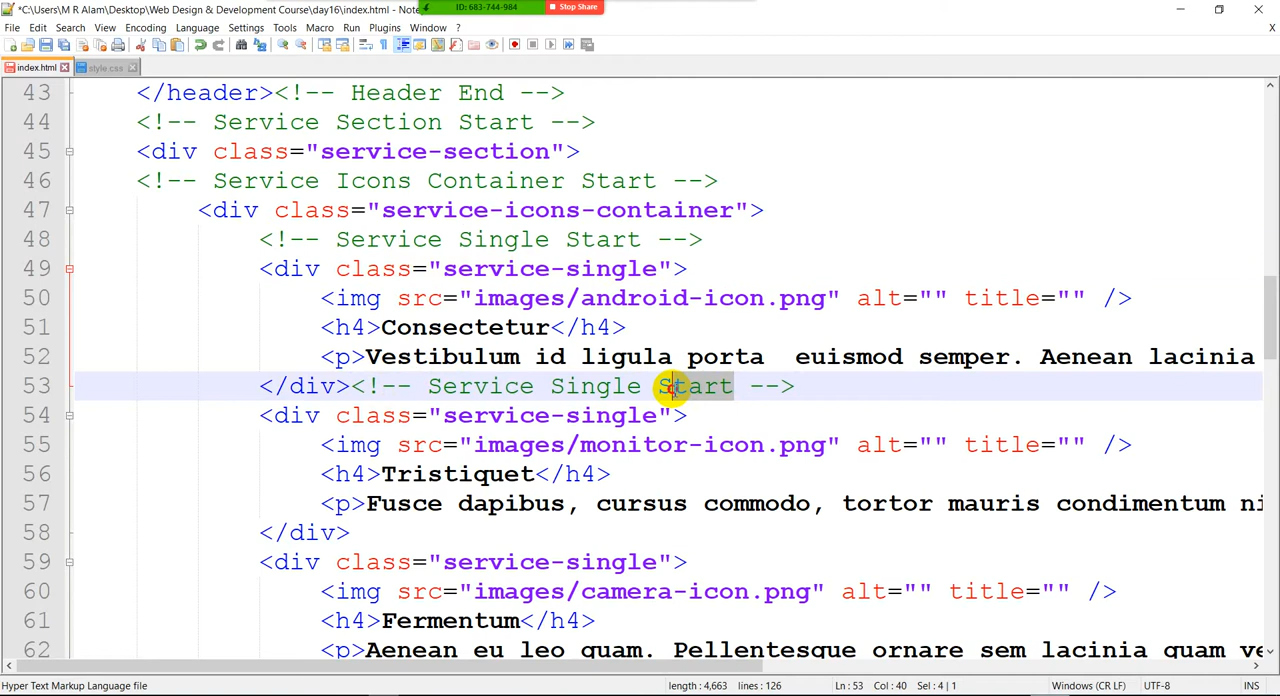 *C:\Users\M R Alam\Desktop\Web Design & Development Course\day16\index.html - Note
ID: 683-744-984
Stop Share
File Edit Search View Encoding Language Settings Tools Macro Run Plugins Window ? X
index.html style.css
43 </header><!-- Header End -->
44 <!-- Service Section Start -->
45 <div class="service-section">
46 <!-- Service Icons Container Start -->
47 <div class="service-icons-container">
48 <!-- Service Single Start -->
49 <div class="service-single">
50 <img src="images/android-icon.png" alt="" title="" />
51 <h4>Consectetur</h4>
52 <p>Vestibulum id ligula porta  euismod semper. Aenean lacinia
53 </div><!-- Service Single Start -->
54 <div class="service-single">
55 <img src="images/monitor-icon.png" alt="" title="" />
56 <h4>Tristiquet</h4>
57 <p>Fusce dapibus, cursus commodo, tortor mauris condimentum ni
58 </div>
59 <div class="service-single">
60 <img src="images/camera-icon.png" alt="" title="" />
61 <h4>Fermentum</h4>
62 <p>Aenean eu leo quam. Pellentesque ornare sem lacinia quam ve
Hyper Text Markup Language file length : 4,663 lines : 126 Ln : 53 Col : 40 Sel : 4 | 1 Windows (CR LF) UTF-8 INS